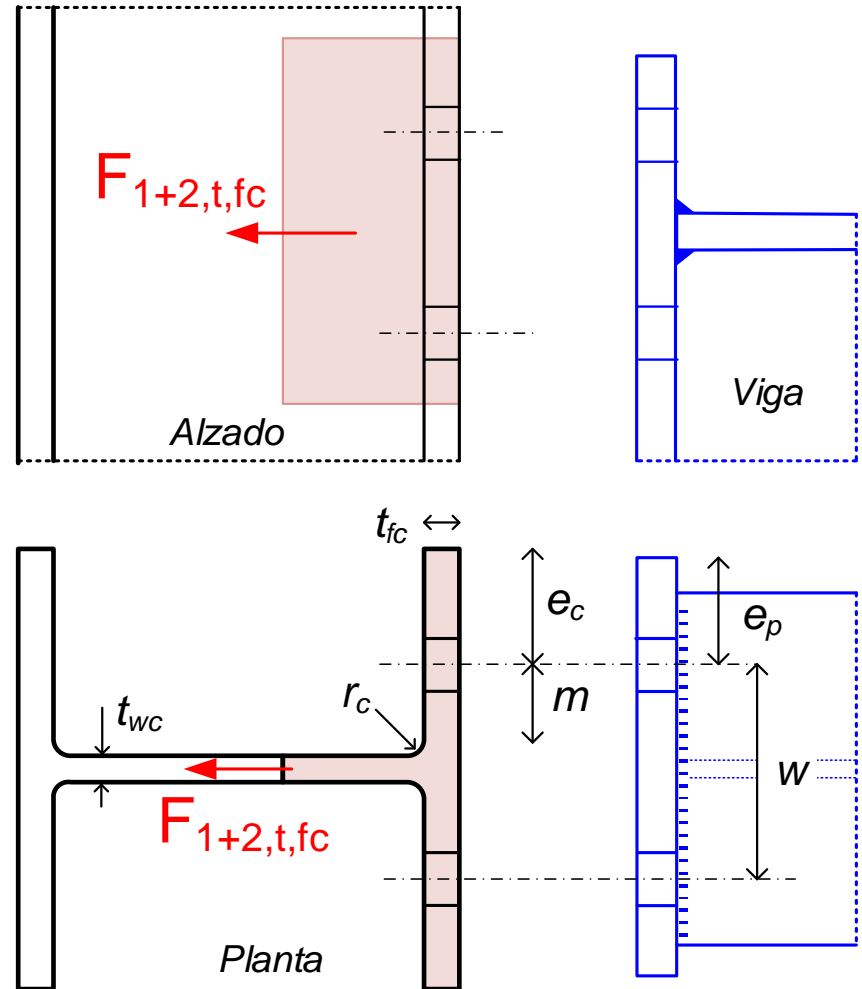 F1+2,t,fc
Alzado
Viga
tfc
ec
ep
rc
m
twc
w
F1+2,t,fc
Planta